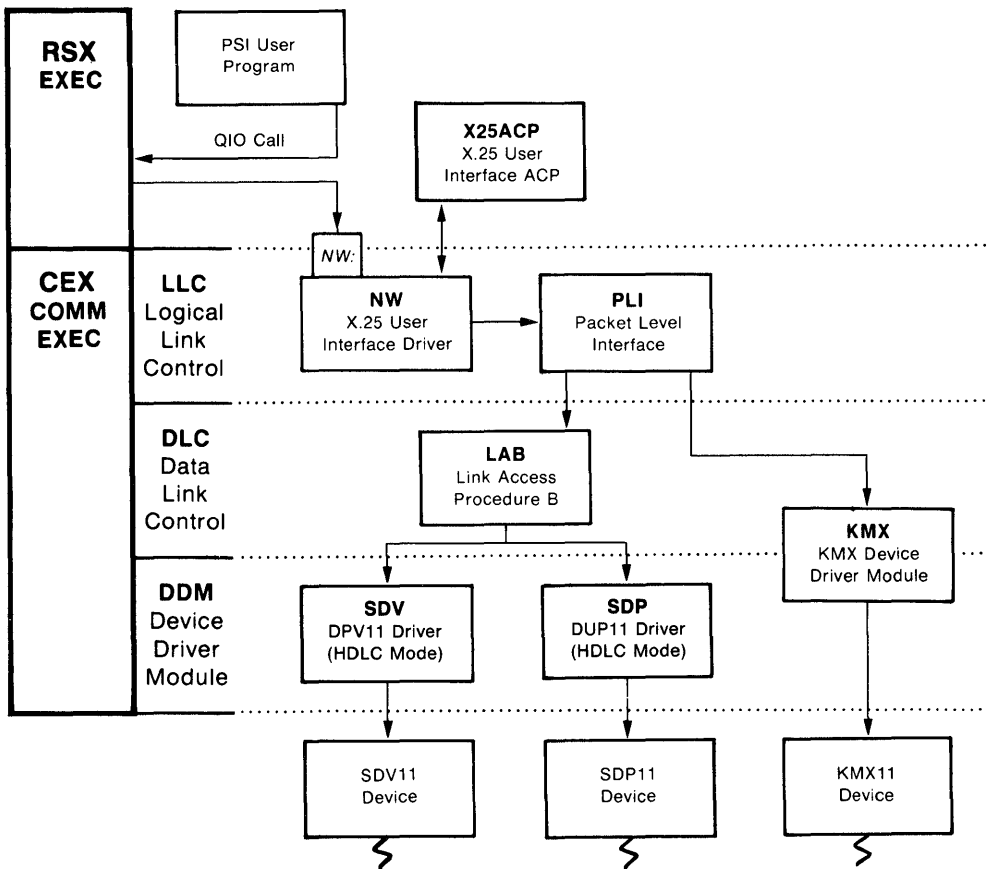 RSX
EXEC
PSI User
Program
QIO Call
X25ACP
X.25 User
Interface ACP
CEX
COMM
EXEC
LLC
Logical
Link
Control
NW:
NW
X.25 User
Interface Driver
PLI
Packet Level
Interface
DLC
Data
Link
Control
LAB
Link Access
Procedure B
KMX
KMX Device
Driver Module
DDM
Device
Driver
Module
SDV
DPV11 Driver
(HDLC Mode)
SDP
DUP11 Driver
(HDLC Mode)
SDV11
Device
SDP11
Device
KMX11
Device